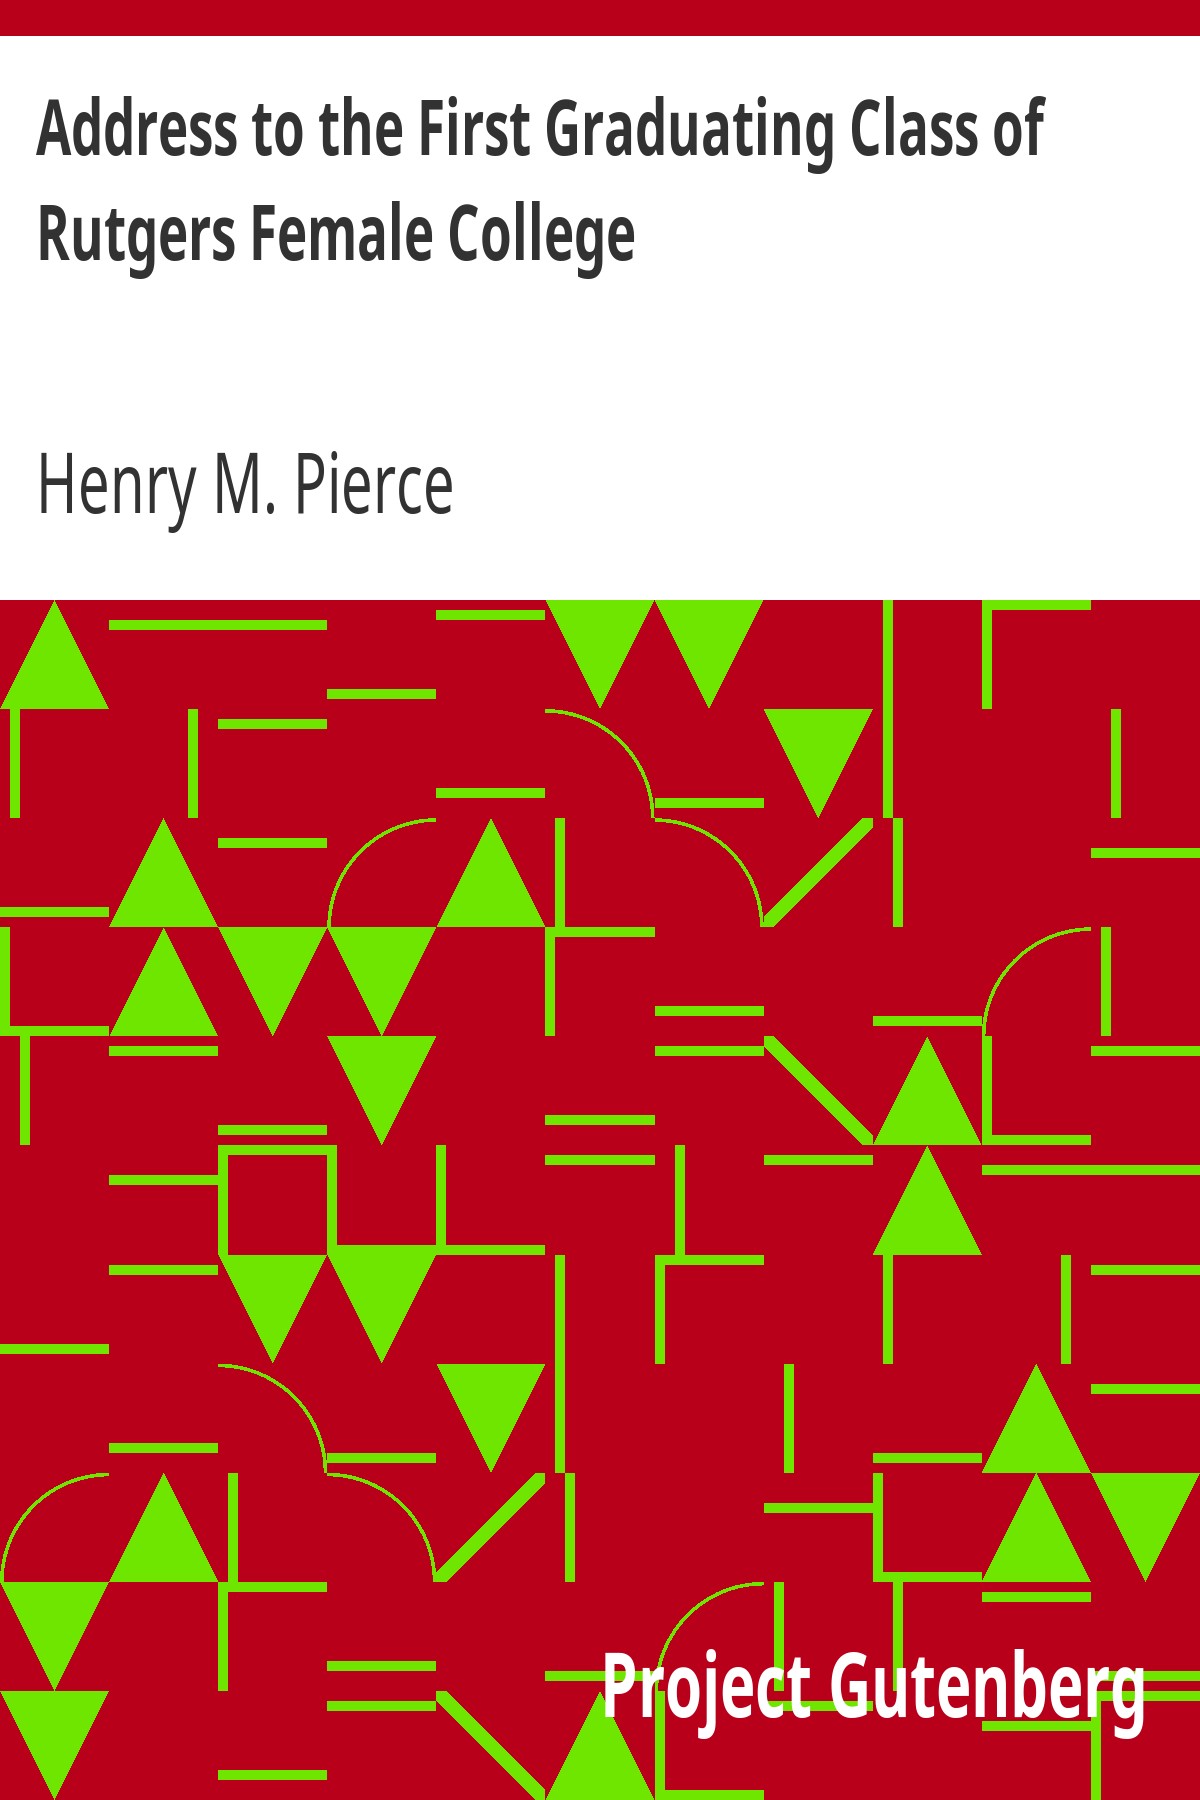 Address to the First Graduating Class of
Rutgers Female College
Henry M. Pierce
Project Gutenberg